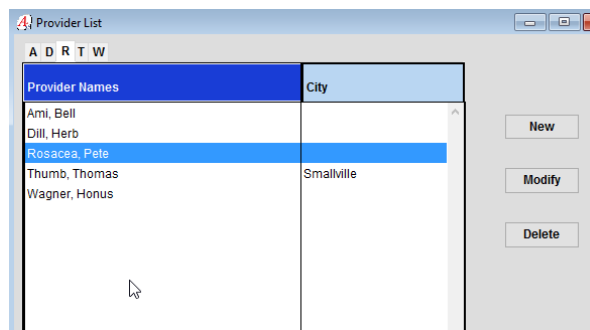 Provider List
A D R T W
Provider Names City
Ami, Bell
Dill, Herb
Rosacea, Pete
Thumb, Thomas Smallville
Wagner, Honus
New
Modify
Delete